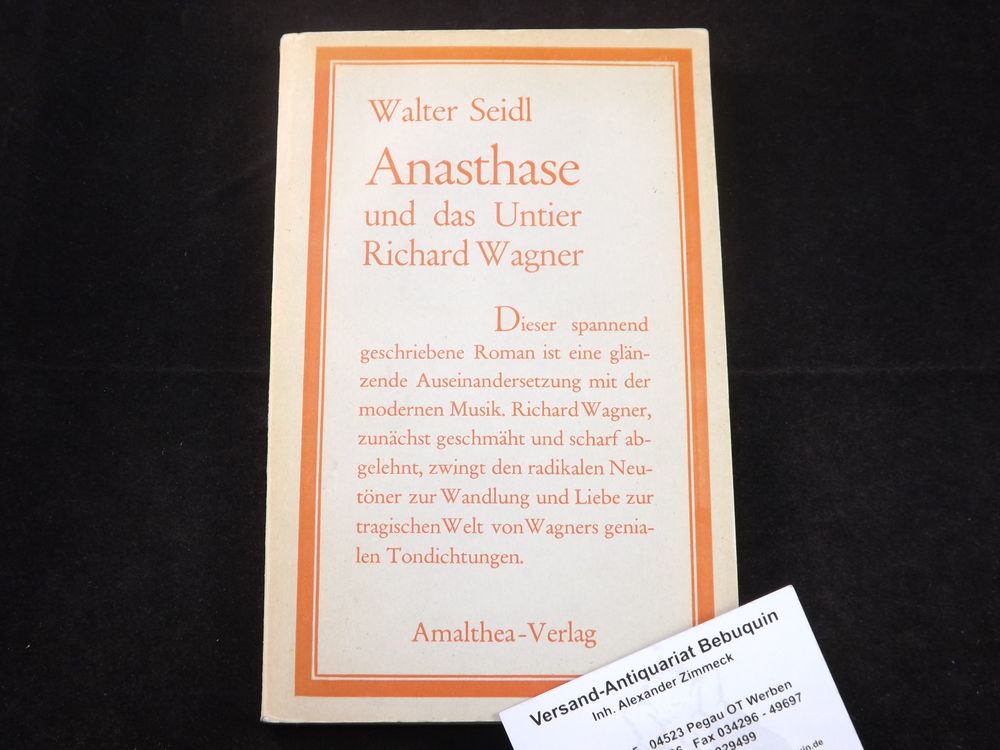 Walter Seidl
Anasthase
und das Untier
Richard Wagner
Dieser spannend
geschriebene Roman ist eine glän-
zende Auseinandersetzung mit der
modernen Musik. Richard Wagner,
zunächst geschmäht und scharf ab-
gelehnt, zwingt den radikalen Neu-
töner zur Wandlung und Liebe zur
tragischen Welt von Wagners genia-
len Tondichtungen.
Amalthea-Verlag
Versand-Antiquariat Bebuquin
Inh. Alexander Zimmeck
04523 Pegau OT Werben
Fax 034296 - 49697